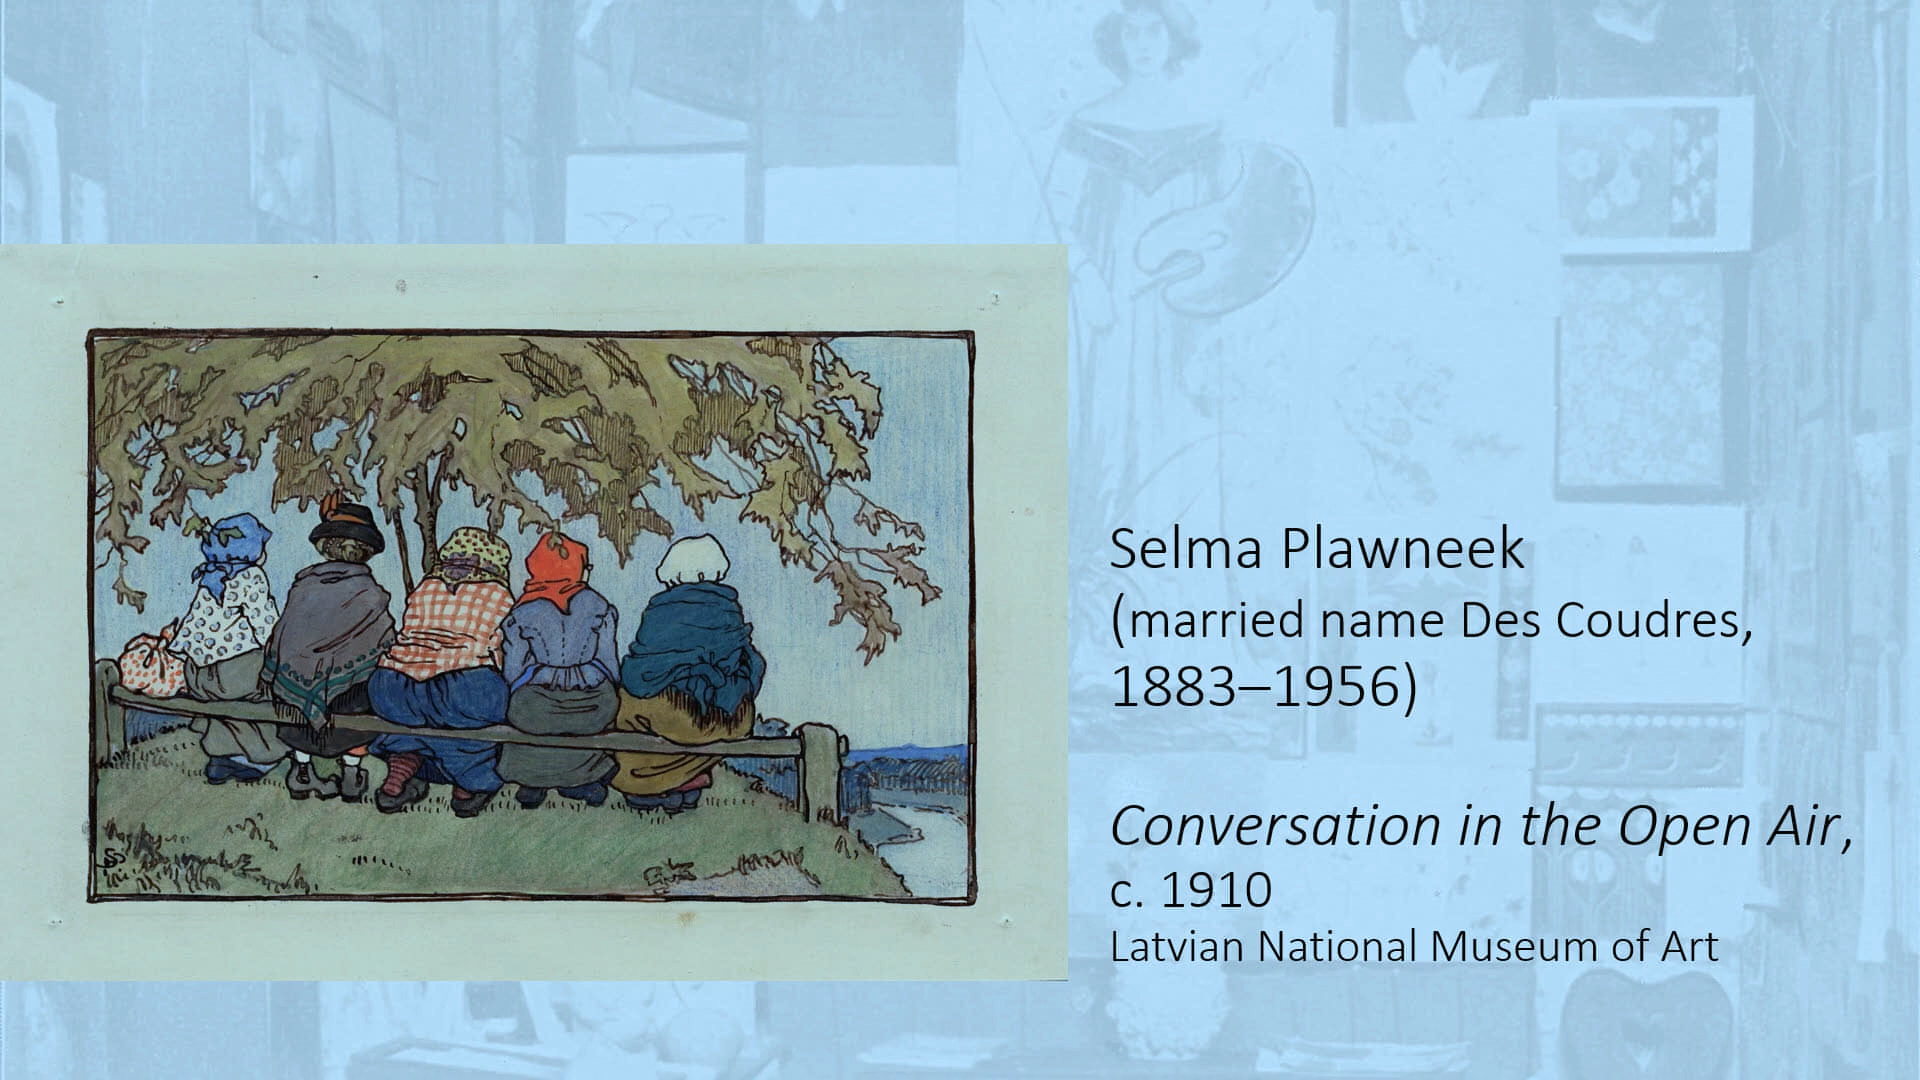 Selma Plawneek
(married name Des Coudres,
1883–1956)
Conversation in the Open Air,
c. 1910
Latvian National Museum of Art
SP